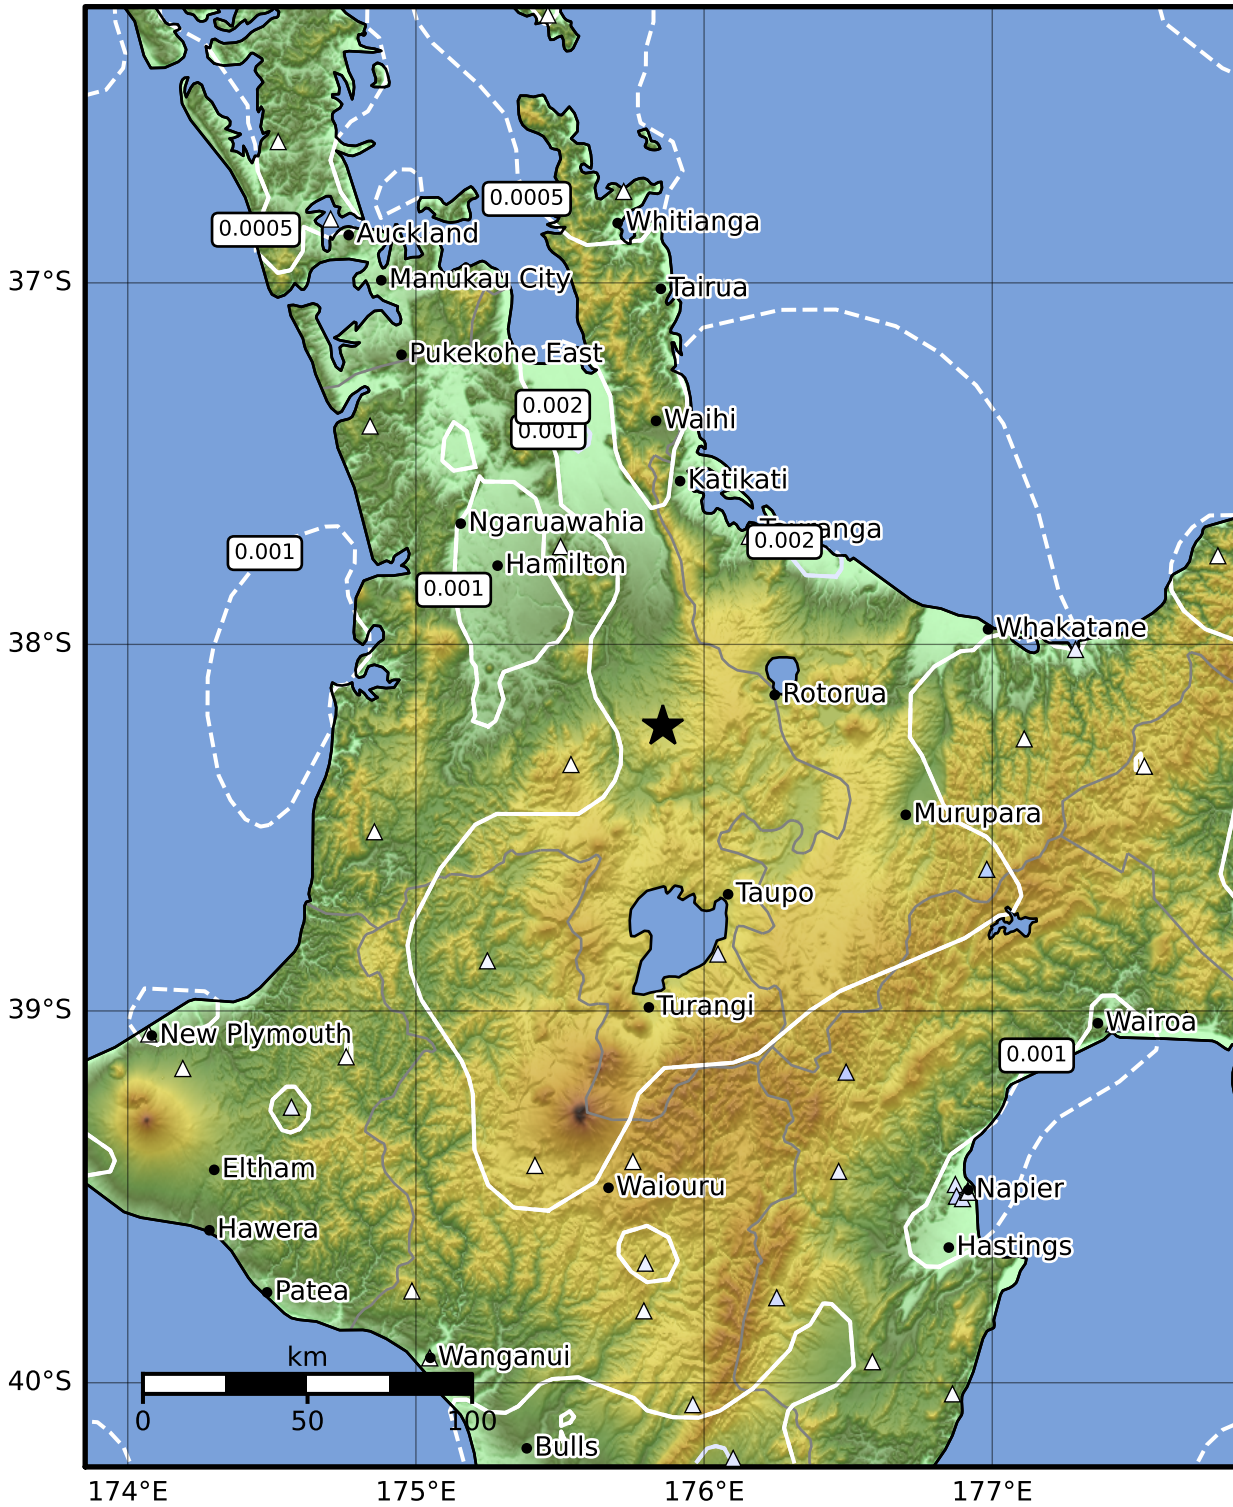 0.0005
0.0005
Whitianga
Auckland
37°S
Manukau City
Tairua
Pukekohe East
0.002
0.001
Waihi
Katikati
Ngaruawahia
0.001
0.002
Hamilton
0.001
Whakatane
38°S
Rotorua
Murupara
Taupo
39°S
Turangi
Wairoa
New Plymouth
0.001
Eltham
Waiouru
Napier
Hawera
Hastings
Patea
Wanganui
km
40°S
0 50 100
Bulls
174°E 175°E 176°E 177°E